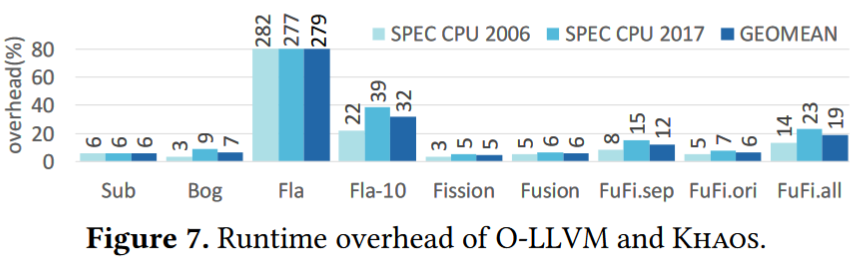 282 277 279
SPEC CPU 2006 SPEC CPU 2017 GEOMEAN
overhead(%)
80
60
40
20
0
6 6 6 3 9 7 22 39 32 3 5 5 5 6 6 8 15 12 5 7 6 14 23 19
Sub Bog Fla Fla-10 Fission Fusion FuFi.sep FuFi.ori FuFi.all
Figure 7. Runtime overhead of O-LLVM and KHAOS.